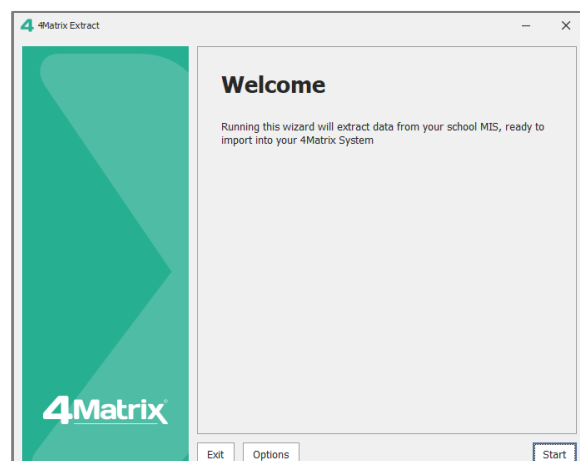 4 4Matrix Extract
Welcome
Running this wizard will extract data from your school MIS, ready to
import into your 4Matrix System
4Matrix®
Exit Options Start